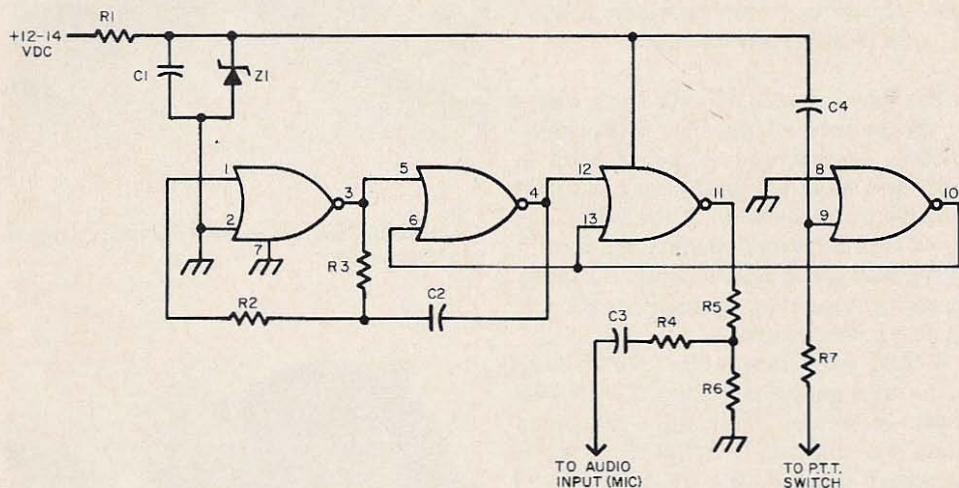 R1
+12-14
VDC
C1
Z1
C4
1
2
3
7
5
6
4
12
13
11
8
9
10
R3
R2
C2
R5
C3
R4
R6
R7
TO AUDIO
INPUT (MIC)
TO P.T.T.
SWITCH